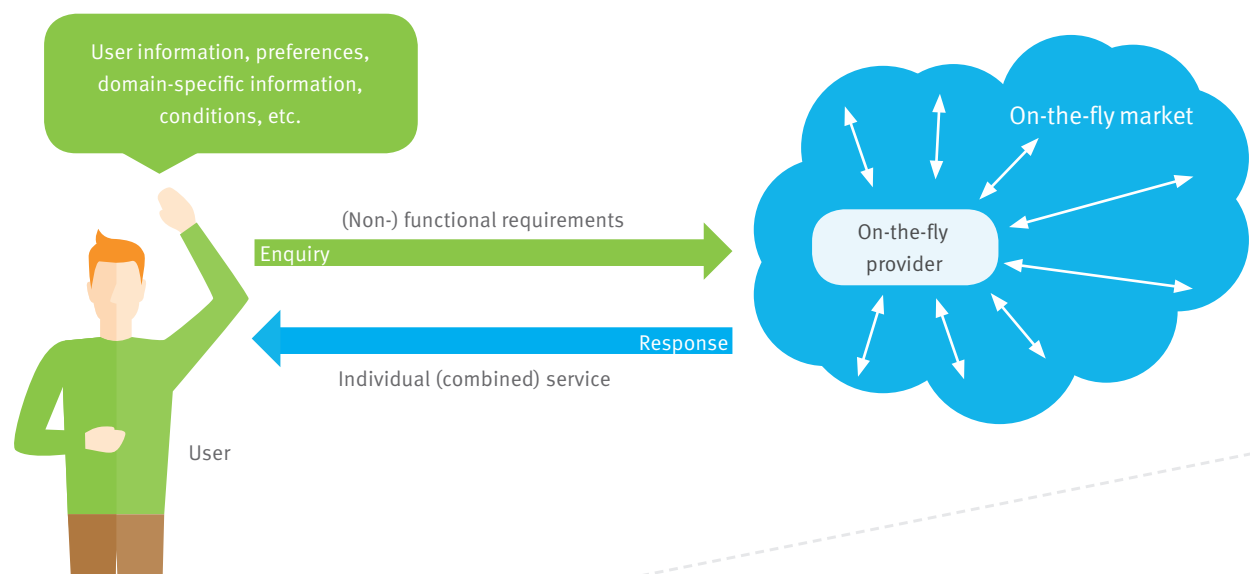 User information, preferences,
domain-specific information,
conditions, etc.
On-the-fly market
(Non-) functional requirements
Enquiry
On-the-fly
provider
Response
Individual (combined) service
User